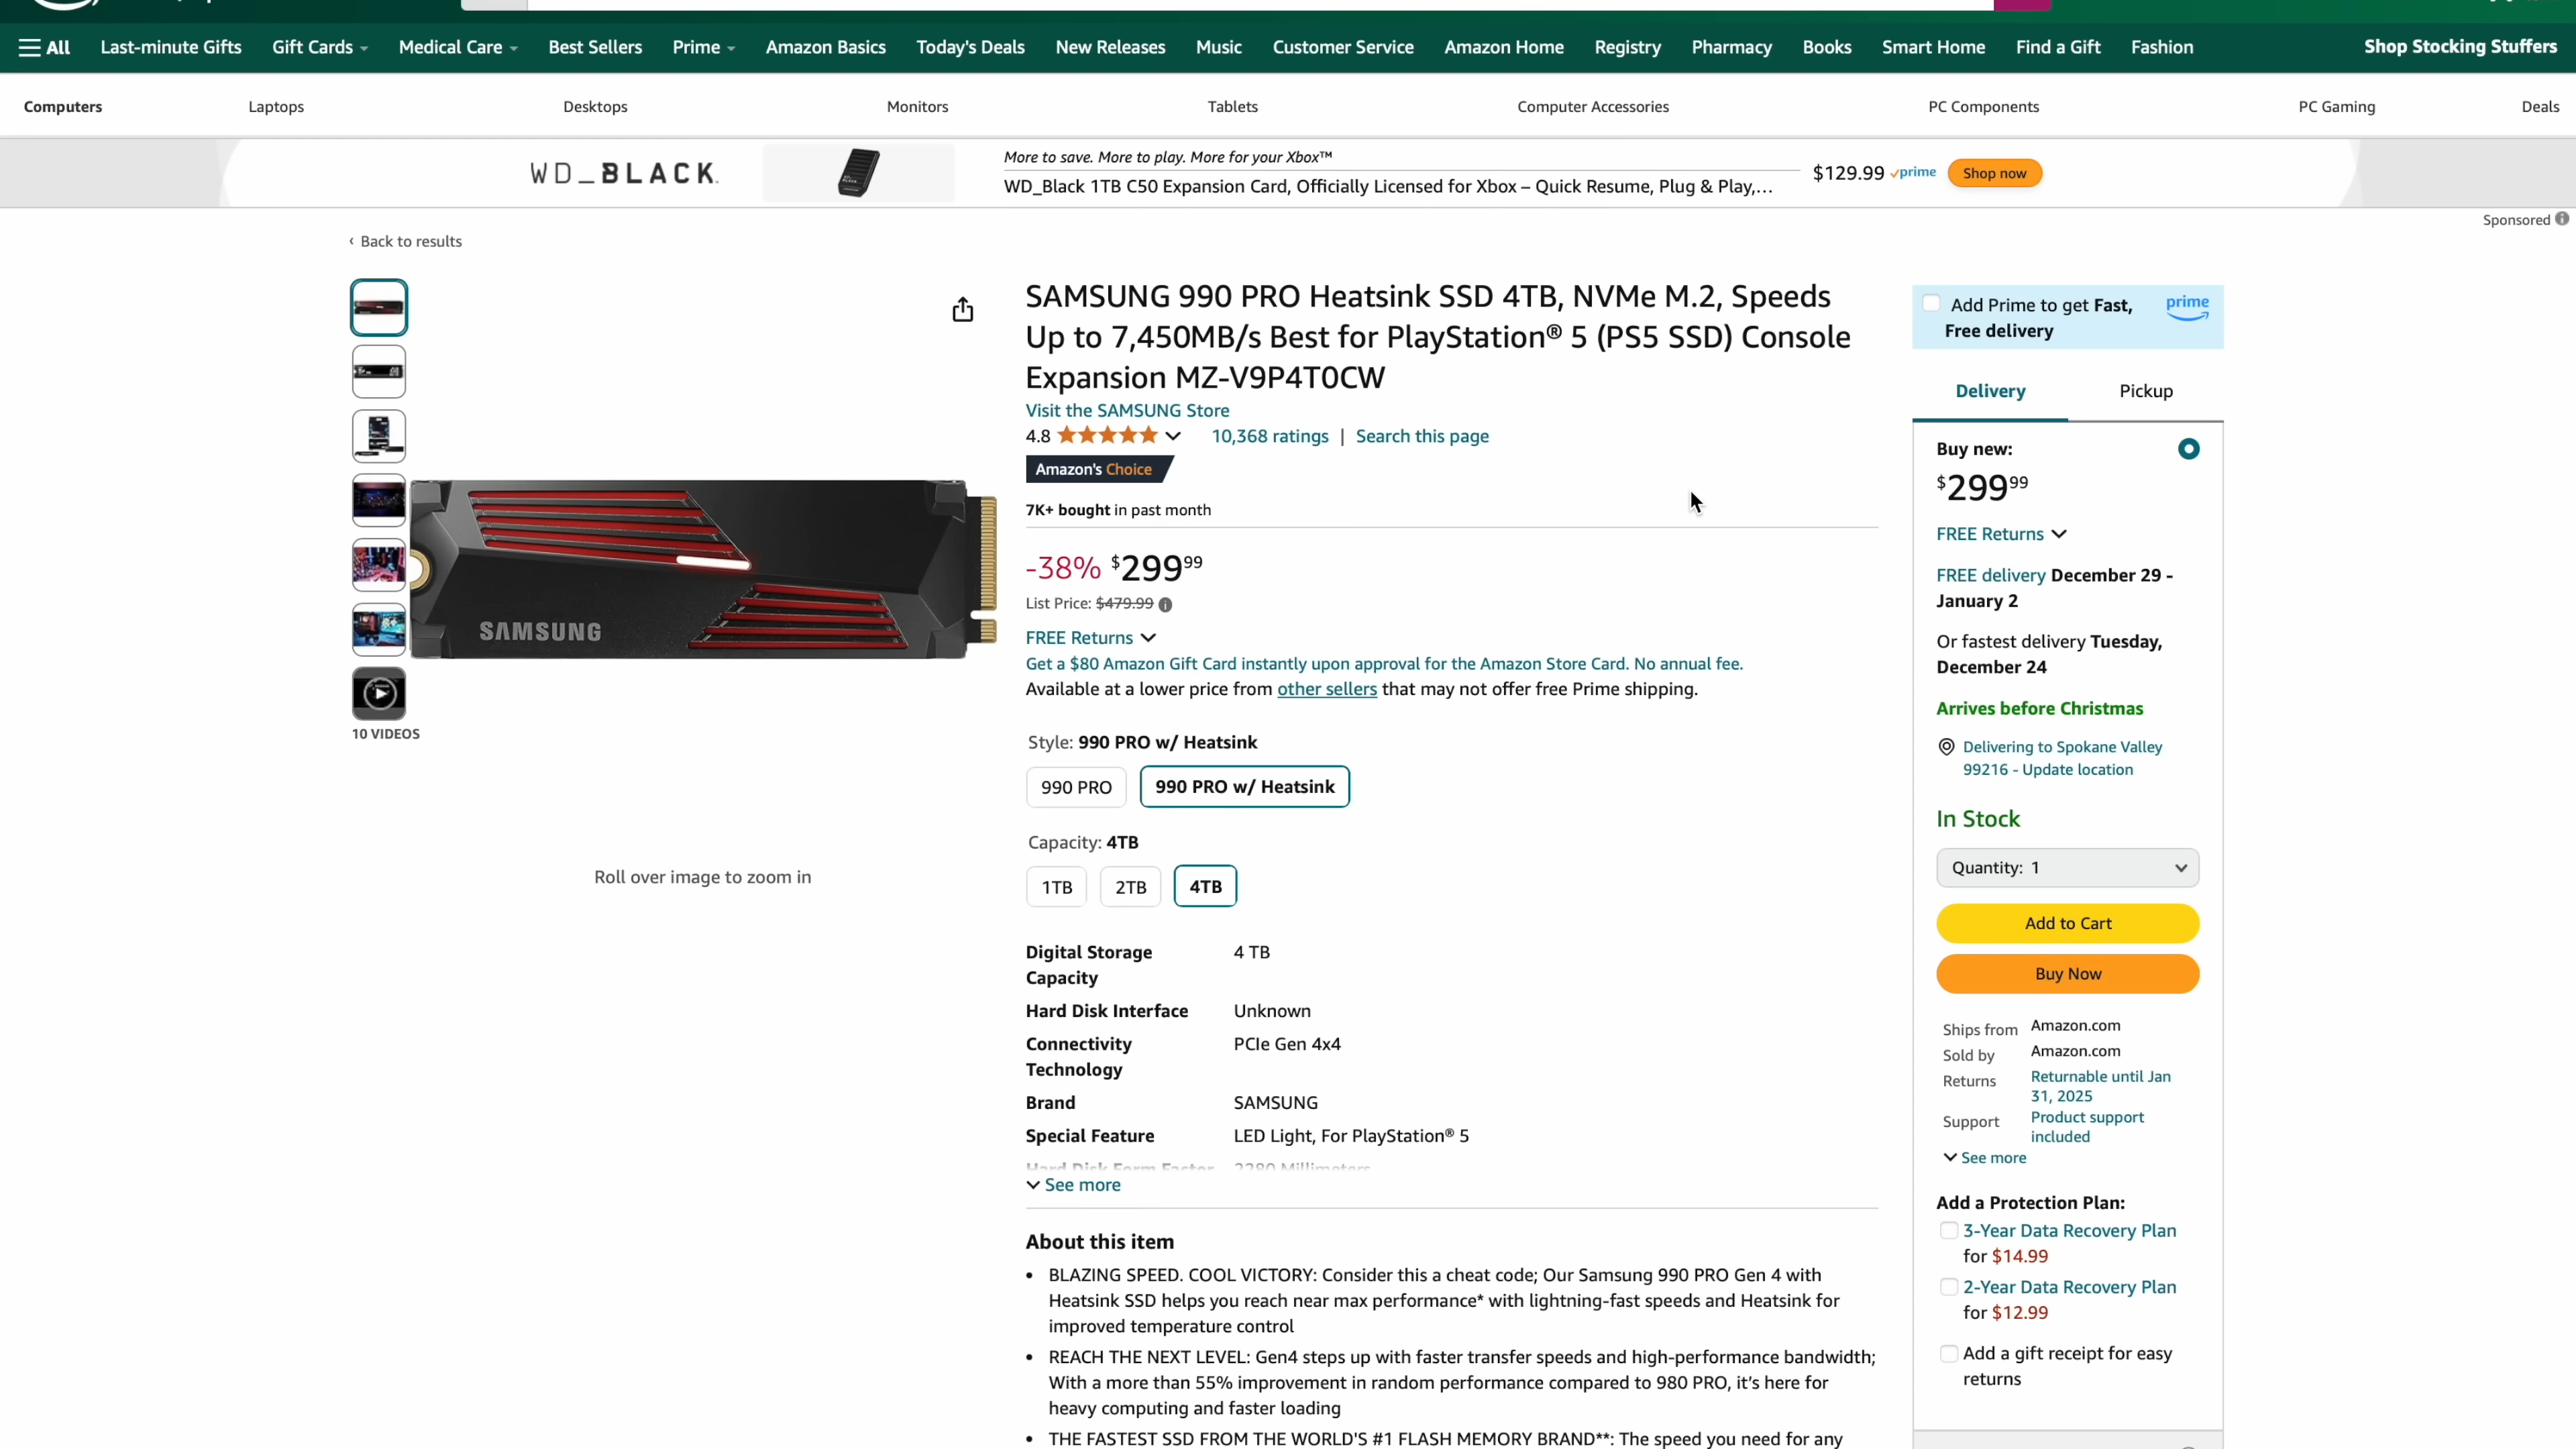 All Last-minute Gifts Gift Cards Medical Care Best Sellers Prime Amazon Basics Today's Deals New Releases Music Customer Service Amazon Home Registry Pharmacy Books Smart Home Find a Gift Fashion Shop Stocking Stuffers
Computers Laptops Desktops Monitors Tablets Computer Accessories PC Components PC Gaming Deals
WD_BLACK
More to save. More to play. More for your Xbox™
WD_Black 1TB C50 Expansion Card, Officially Licensed for Xbox – Quick Resume, Plug & Play,...
$129.99 prime Shop now
Sponsored
‹ Back to results
10 VIDEOS
SAMSUNG
Roll over image to zoom in
SAMSUNG 990 PRO Heatsink SSD 4TB, NVMe M.2, Speeds
Up to 7,450MB/s Best for PlayStation® 5 (PS5 SSD) Console
Expansion MZ-V9P4T0CW
Visit the SAMSUNG Store
4.8 10,368 ratings | Search this page
Amazon's Choice
7K+ bought in past month
-38% $299 99
List Price: $479.99
FREE Returns
Get a $80 Amazon Gift Card instantly upon approval for the Amazon Store Card. No annual fee.
Available at a lower price from other sellers that may not offer free Prime shipping.
Style: 990 PRO w/ Heatsink
990 PRO 990 PRO w/ Heatsink
Capacity: 4TB
1TB 2TB 4TB
Digital Storage Capacity 4 TB
Hard Disk Interface Unknown
Connectivity Technology PCIe Gen 4x4
Brand SAMSUNG
Special Feature LED Light, For PlayStation® 5
Hard Disk Form Factor 2280 Millimeters
See more
About this item
• BLAZING SPEED. COOL VICTORY: Consider this a cheat code; Our Samsung 990 PRO Gen 4 with
Heatsink SSD helps you reach near max performance* with lightning-fast speeds and Heatsink for
improved temperature control
• REACH THE NEXT LEVEL: Gen4 steps up with faster transfer speeds and high-performance bandwidth;
With a more than 55% improvement in random performance compared to 980 PRO, it's here for
heavy computing and faster loading
• THE FASTEST SSD FROM THE WORLD'S #1 FLASH MEMORY BRAND**: The speed you need for any
Add Prime to get Fast,
Free delivery
prime
Delivery Pickup
Buy new:
$299 99
FREE Returns
FREE delivery December 29 -
January 2
Or fastest delivery Tuesday,
December 24
Arrives before Christmas
Delivering to Spokane Valley
99216 - Update location
In Stock
Quantity: 1
Add to Cart
Buy Now
Ships from Amazon.com
Sold by Amazon.com
Returns Returnable until Jan
31, 2025
Support Product support
included
See more
Add a Protection Plan:
3-Year Data Recovery Plan
for $14.99
2-Year Data Recovery Plan
for $12.99
Add a gift receipt for easy
returns